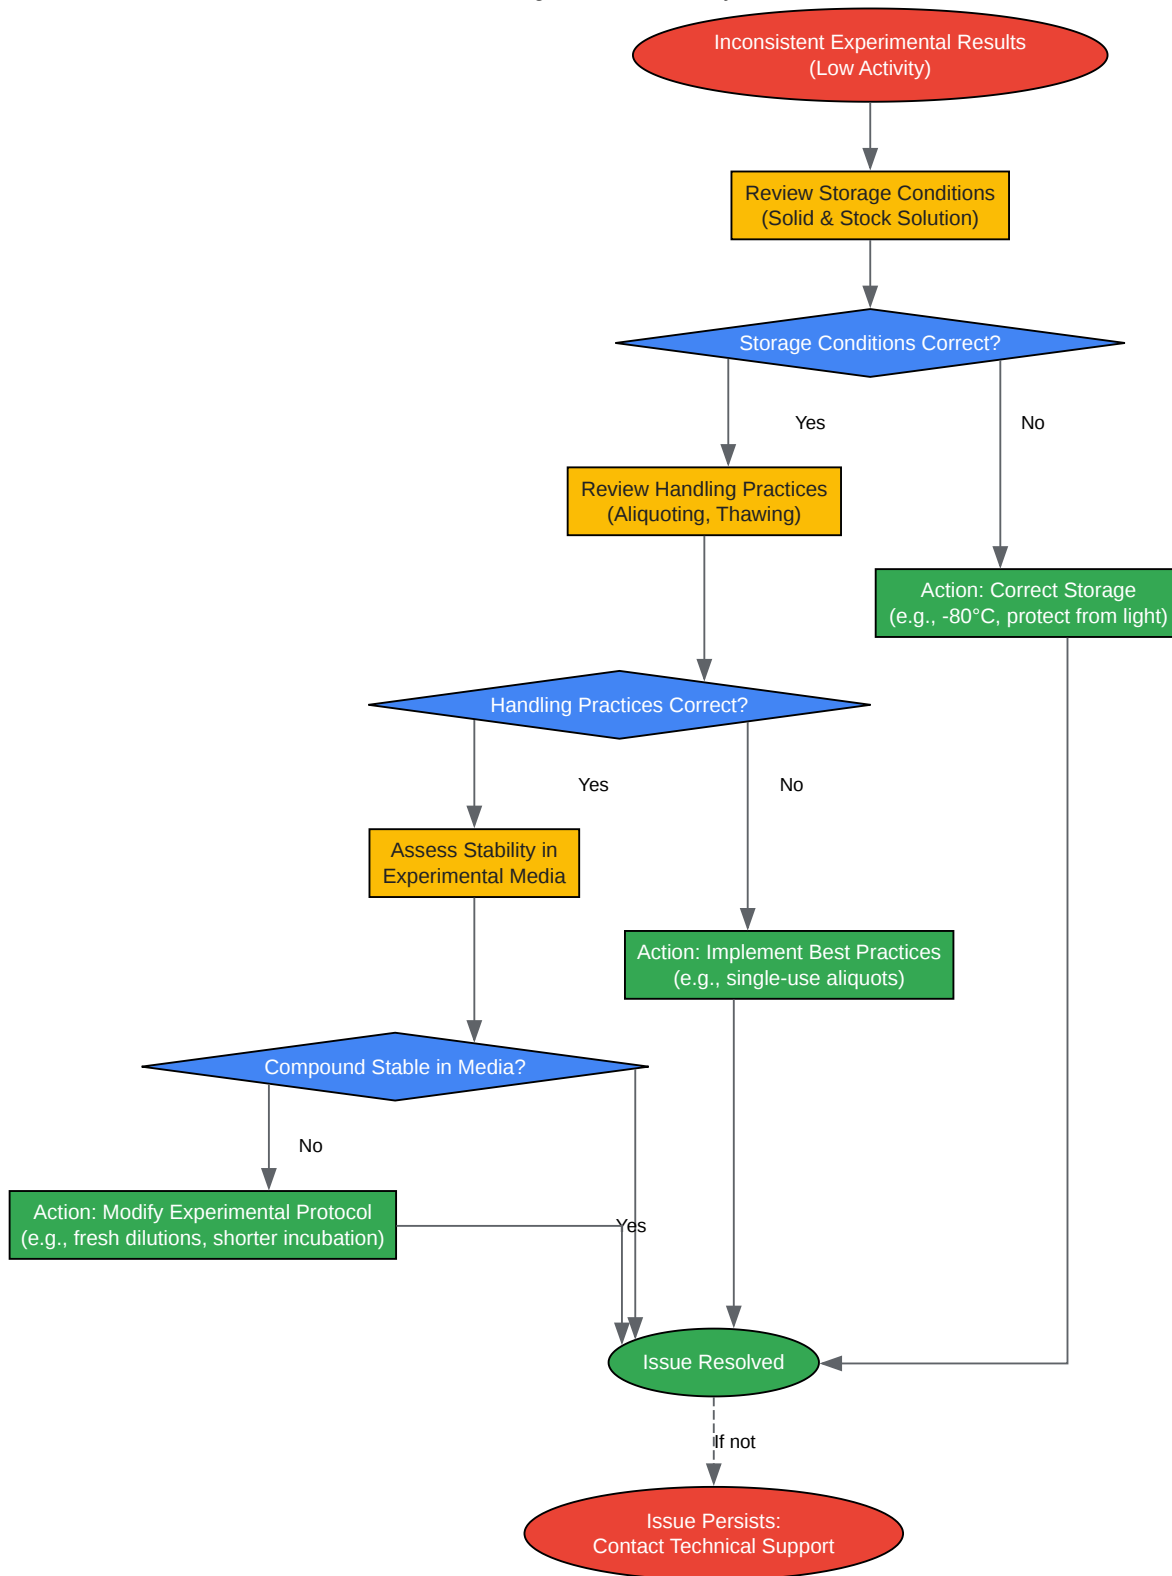 Inconsistent Experimental Results
(Low Activity)
Review Storage Conditions
(Solid & Stock Solution)
Storage Conditions Correct?
Yes
No
Review Handling Practices
(Aliquoting, Thawing)
Action: Correct Storage
(e.g., -80°C, protect from light)
Handling Practices Correct?
Yes
No
Assess Stability in
Experimental Media
Action: Implement Best Practices
(e.g., single-use aliquots)
Compound Stable in Media?
No
Action: Modify Experimental Protocol
(e.g., fresh dilutions, shorter incubation)
Yes
Issue Resolved
If not
Issue Persists:
Contact Technical Support